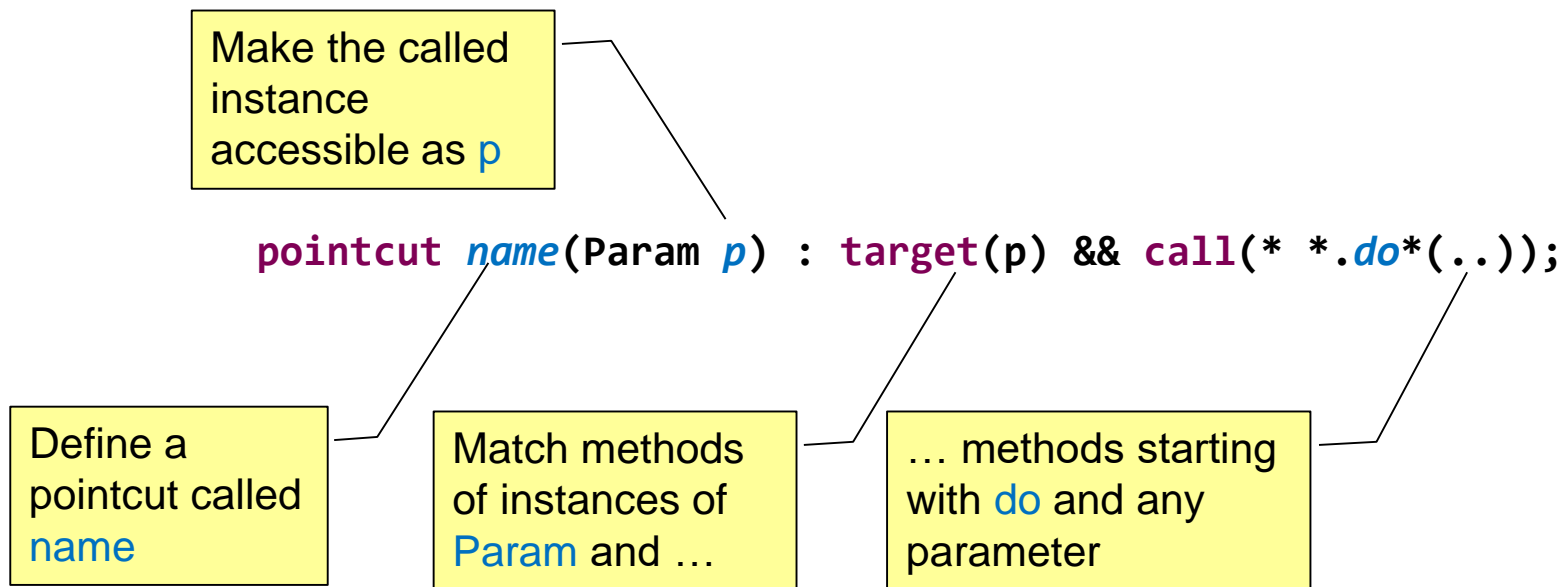 Make the called
instance
accessible as p
pointcut name(Param p) : target(p) && call(* *.do*(..));
Define a
pointcut called
name
Match methods
of instances of
Param and …
… methods starting
with do and any
parameter